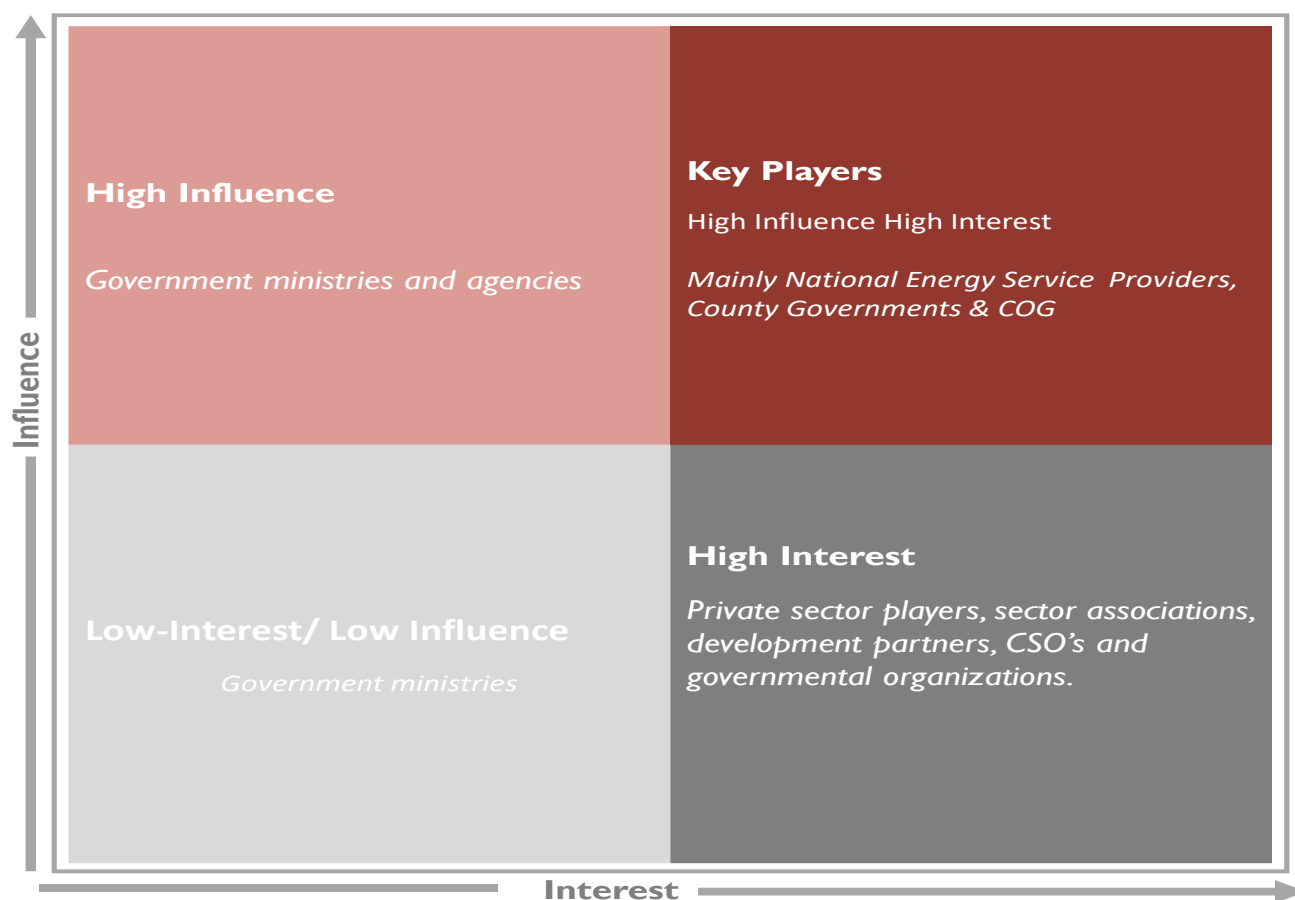 Influence
High Influence
Government ministries and agencies
Key Players
High Influence High Interest
Mainly National Energy Service Providers,
County Governments & COG
Low-Interest/ Low Influence
Government ministries
High Interest
Private sector players, sector associations,
development partners, CSO's and
governmental organizations.
Interest